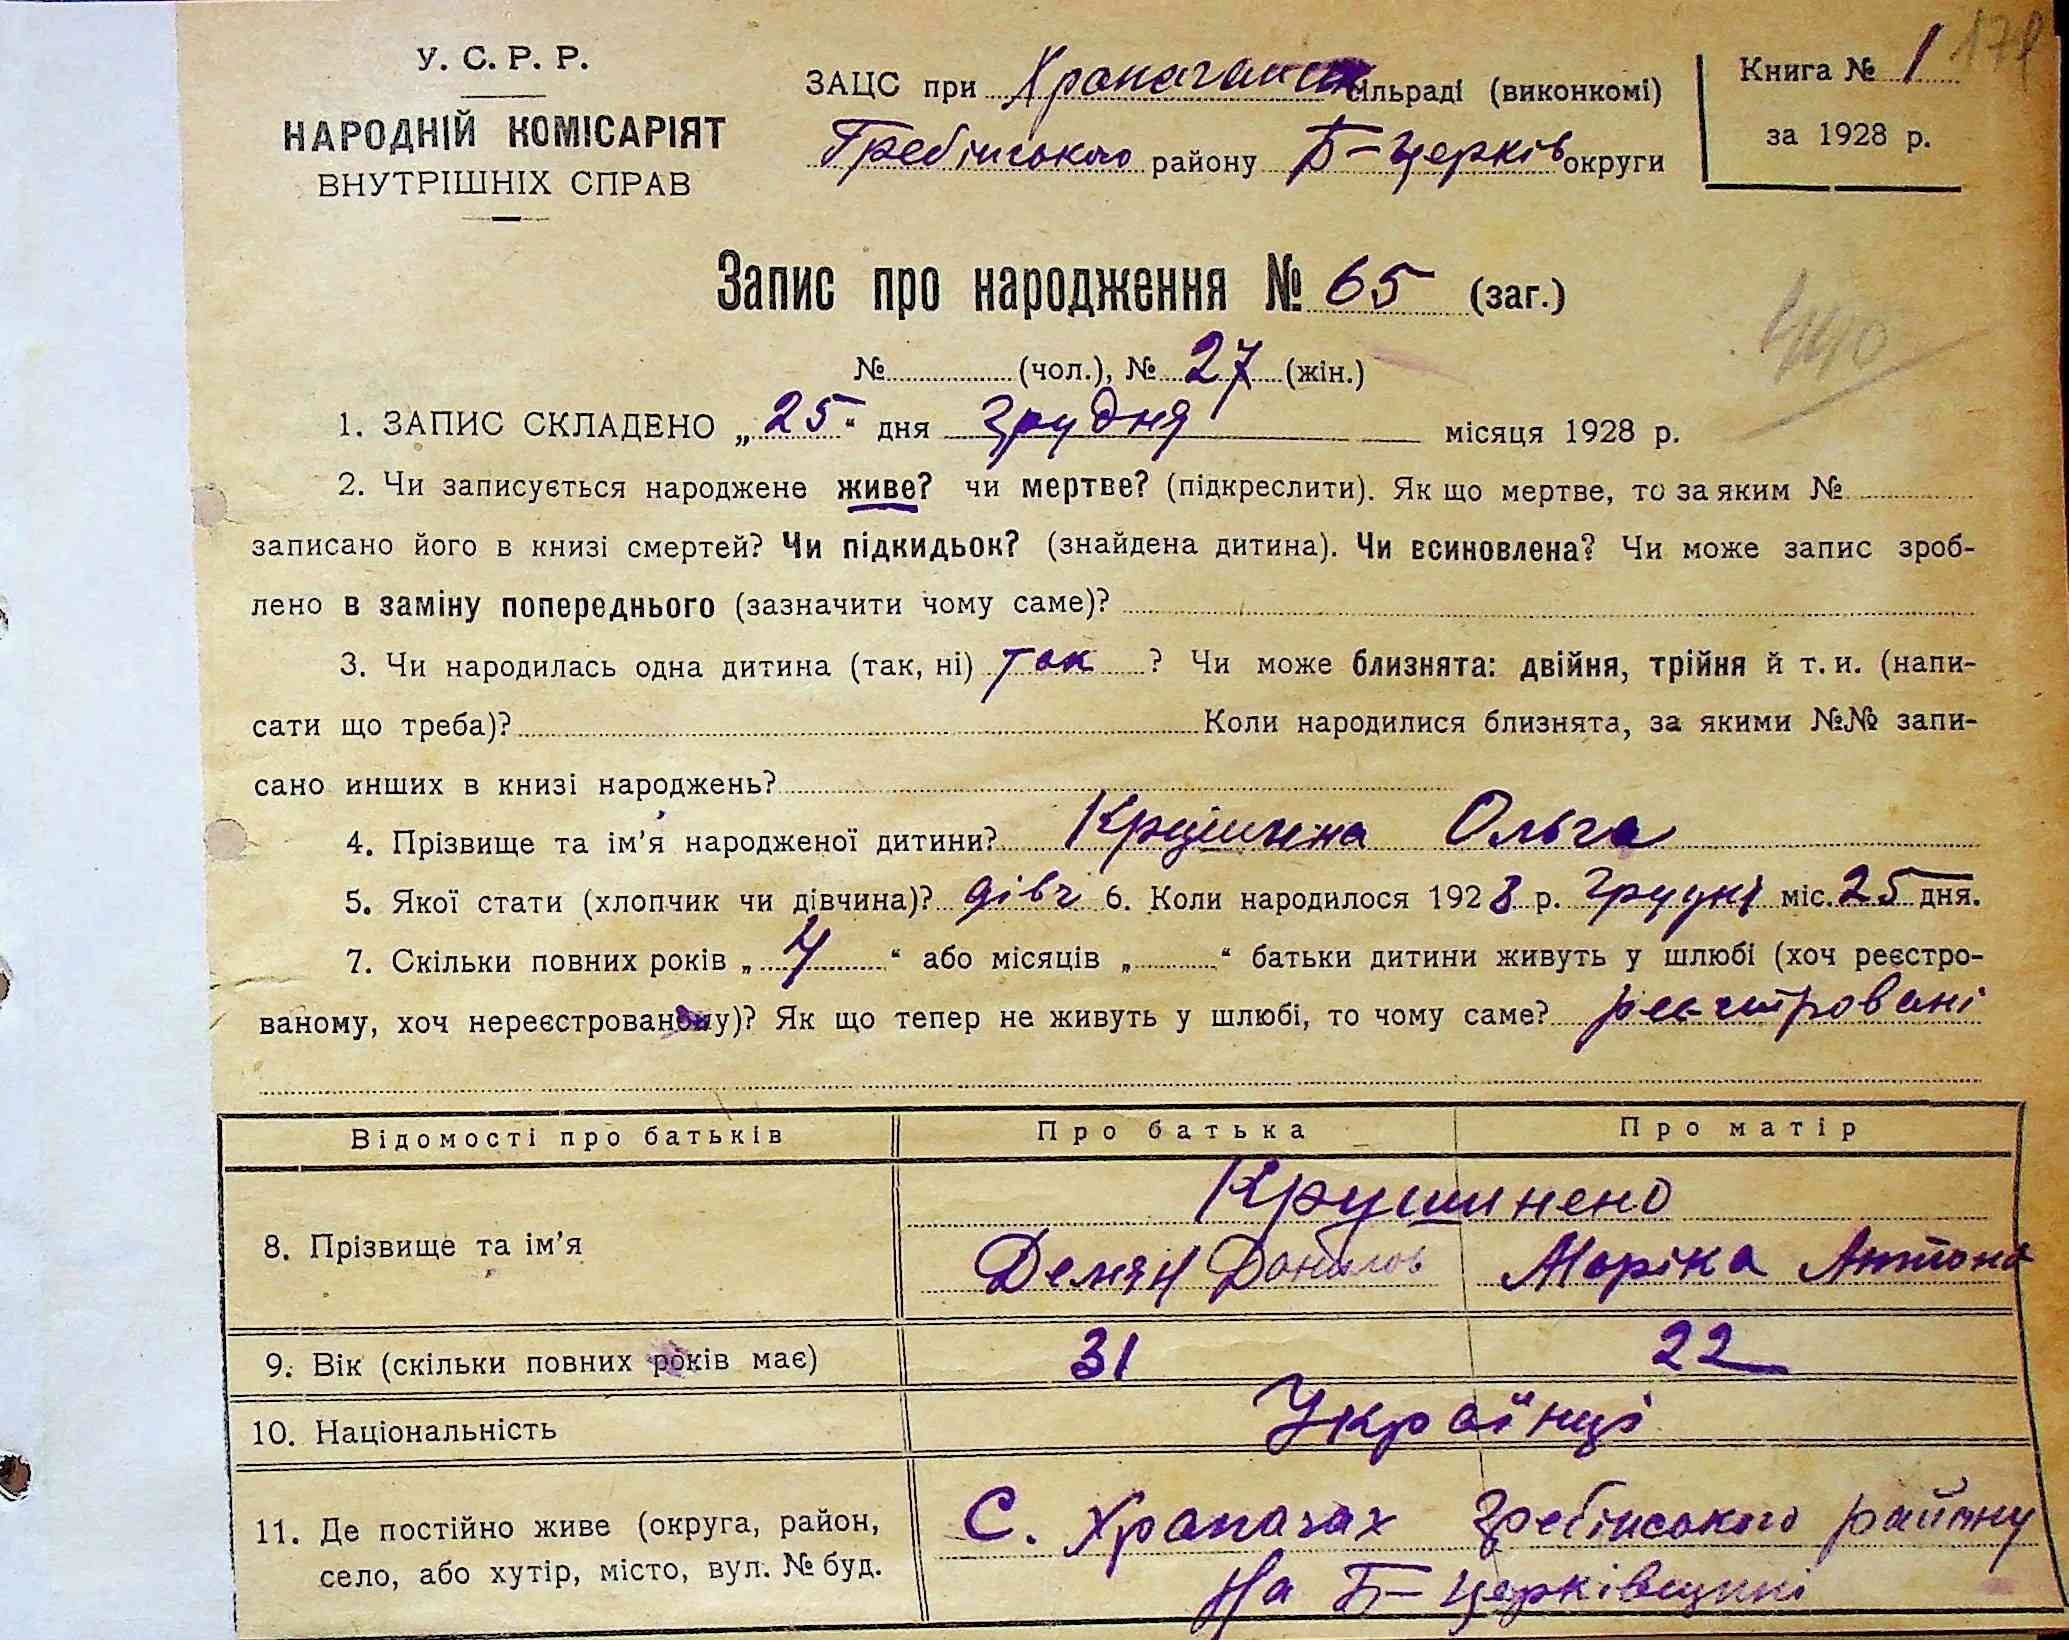 У. С. Р. Р.
НАРОДНІЙ КОМІСАРІЯТ
ВНУТРІШНІХ СПРАВ
ЗАЦС при Храпачанськ сільраді (виконкомі)
Гребінського району Б-Церків округи
Книга № 1
за 1928 р.
Запис про народження № 65 (заг.)
№ (чол.), № 27 (жін.)
1. ЗАПИС СКЛАДЕНО „25“ дня грудня місяця 1928 р.
2. Чи записується народжене живе? чи мертве? (підкреслити). Як що мертве, то за яким №
записано його в книзі смертей? Чи підкидьок? (знайдена дитина). Чи всиновлена? Чи може запис зроб-
лено в заміну попереднього (зазначити чому саме)?
3. Чи народилась одна дитина (так, ні) так ? Чи може близнята: двійня, трійня й т. и. (напи-
сати що треба)? Коли народилися близнята, за якими №№ запи-
сано инших в книзі народжень?
4. Прізвище та ім’я народженої дитини? Ольга
5. Якої стати (хлопчик чи дівчина)? дівч 6. Коли народилося 1928 р. грудні міс. 25 дня.
7. Скільки повних років „4“ або місяців „ “ батьки дитини живуть у шлюбі (хоч реєстро-
ваному, хоч нереєстрованому)? Як що тепер не живуть у шлюбі, то чому саме? реєстровані
Відомості про батьків Про батька Про матір
8. Прізвище та ім’я
Крушинено
Демян Данилов Маріка Антона
9. Вік (скільки повних років має) 31 22
10. Національність Українці
11. Де постійно живе (округа, район,
село, або хутір, місто, вул. № буд.
С. Храпачах Гребінського району
На Б-Церківщині